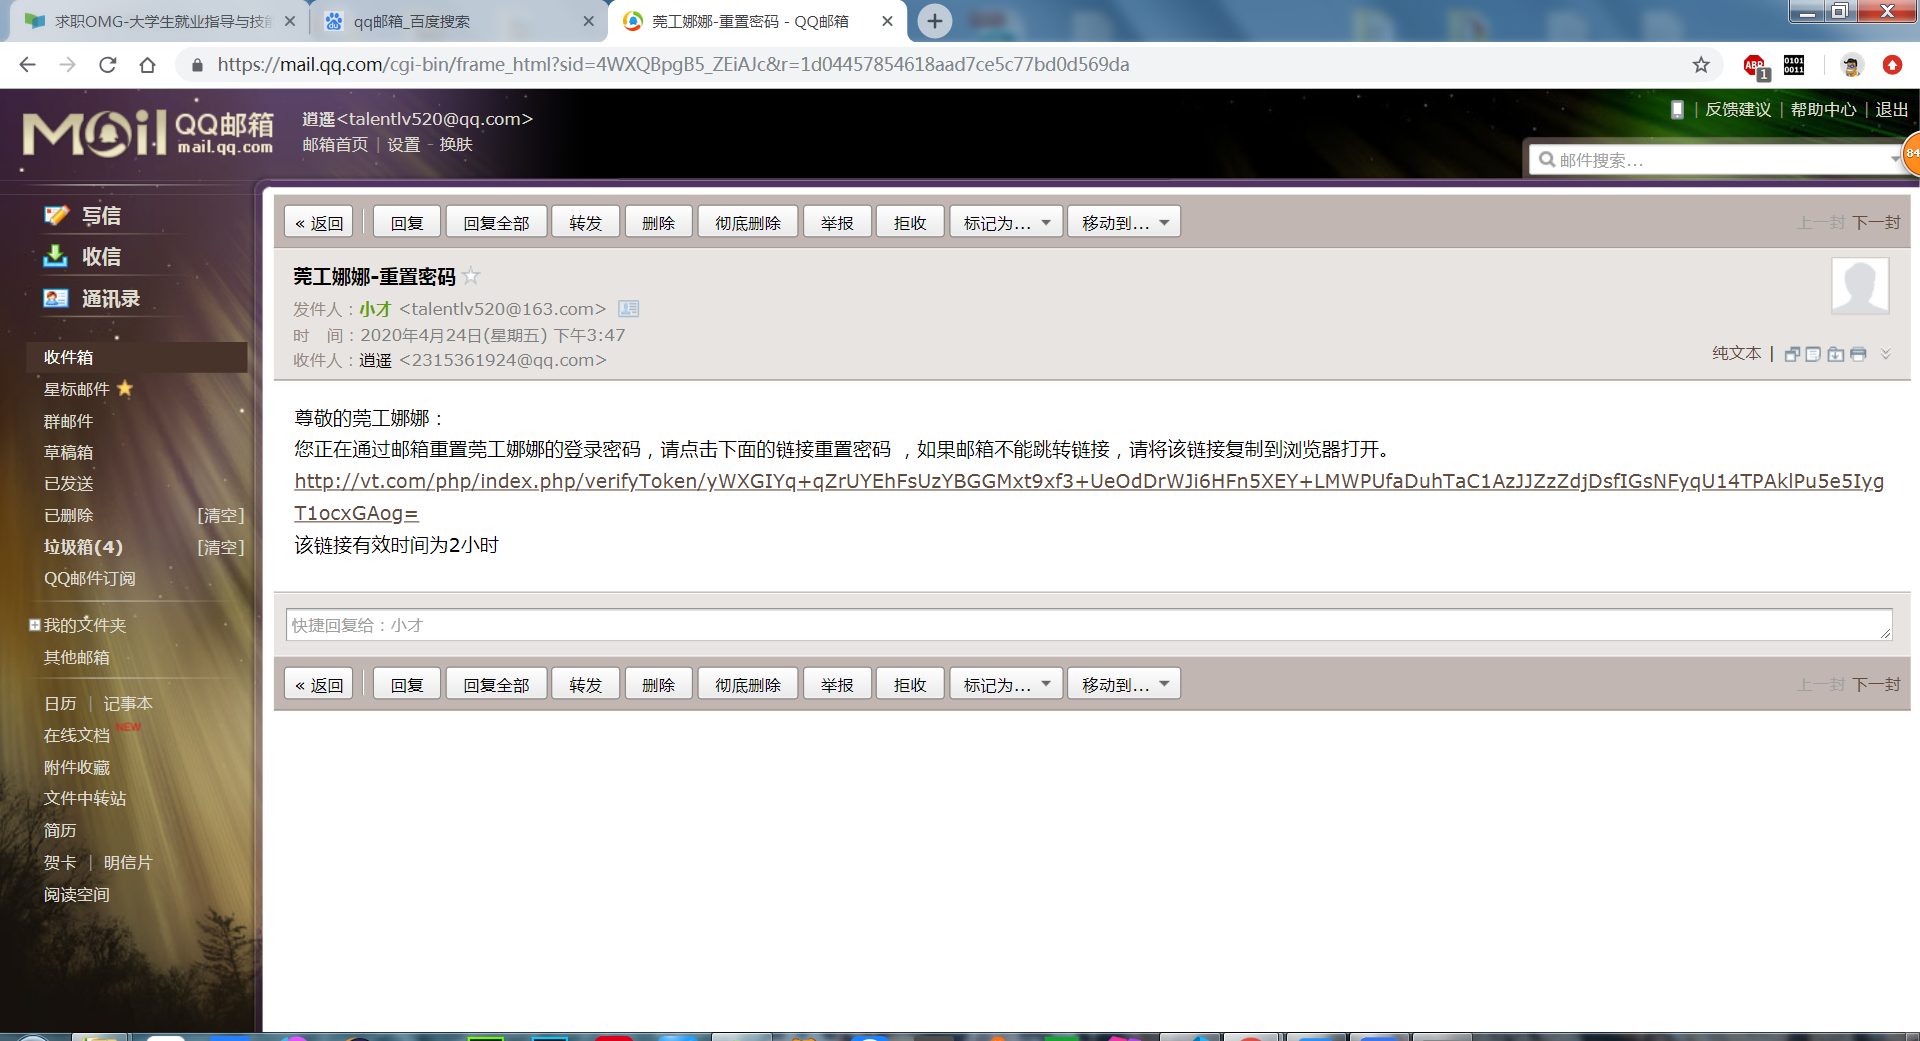 求职OMG-大学生就业指导与技能
qq邮箱_百度搜索
莞工娜娜-重置密码 - QQ邮箱
https://mail.qq.com/cgi-bin/frame_html?sid=4WXQBpgB5_ZEiAJc&r=1d04457854618aad7ce5c77bd0d569da
ABP
1
0101
0011
Mail QQ邮箱
mail.qq.com
逍遥<talentlv520@qq.com>
邮箱首页 | 设置 - 换肤
| 反馈建议 | 帮助中心 | 退出
邮件搜索...
84
写信
收信
通讯录
收件箱
星标邮件
群邮件
草稿箱
已发送
已删除 [清空]
垃圾箱(4) [清空]
QQ邮件订阅
我的文件夹
其他邮箱
日历 | 记事本
在线文档 NEW
附件收藏
文件中转站
简历
贺卡 | 明信片
阅读空间
« 返回 回复 回复全部 转发 删除 彻底删除 举报 拒收 标记为... 移动到... 上一封 下一封
莞工娜娜-重置密码
发件人：小才 <talentlv520@163.com>
时 间：2020年4月24日(星期五) 下午3:47
收件人：逍遥 <2315361924@qq.com>
纯文本 |
尊敬的莞工娜娜：
您正在通过邮箱重置莞工娜娜的登录密码，请点击下面的链接重置密码 ，如果邮箱不能跳转链接，请将该链接复制到浏览器打开。
http://vt.com/php/index.php/verifyToken/yWXGIYq+qZrUYEhFsUzYBGGMxt9xf3+UeOdDrWJi6HFn5XEY+LMWPUfaDuhTaC1AzJJZzZdjDsfIGsNFyqU14TPAklPu5e5Iyg
T1ocxGAog=
该链接有效时间为2小时
快捷回复给：小才
« 返回 回复 回复全部 转发 删除 彻底删除 举报 拒收 标记为... 移动到... 上一封 下一封